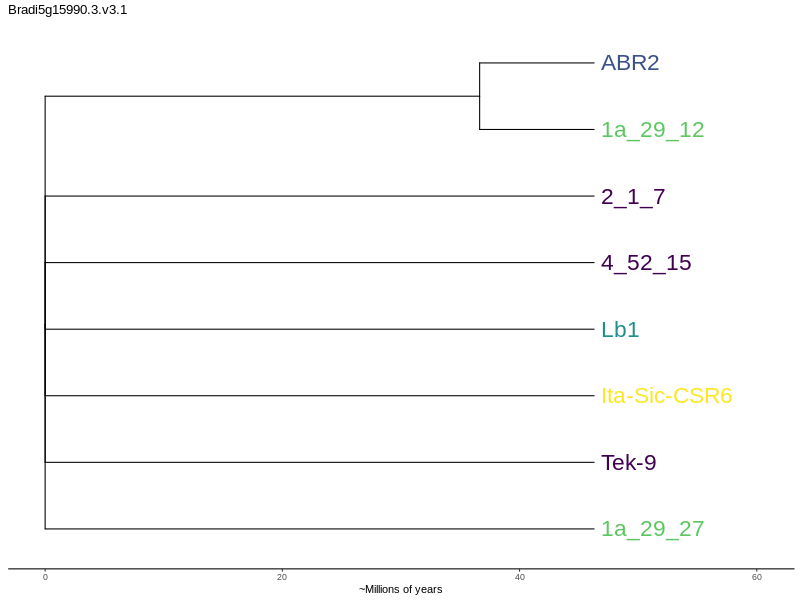 Bradi5g15990.3.v3.1
ABR2
1a_29_12
2_1_7
4_52_15
Lb1
Ita-Sic-CSR6
Tek-9
1a_29_27
0 20 40 60
~Millions of years